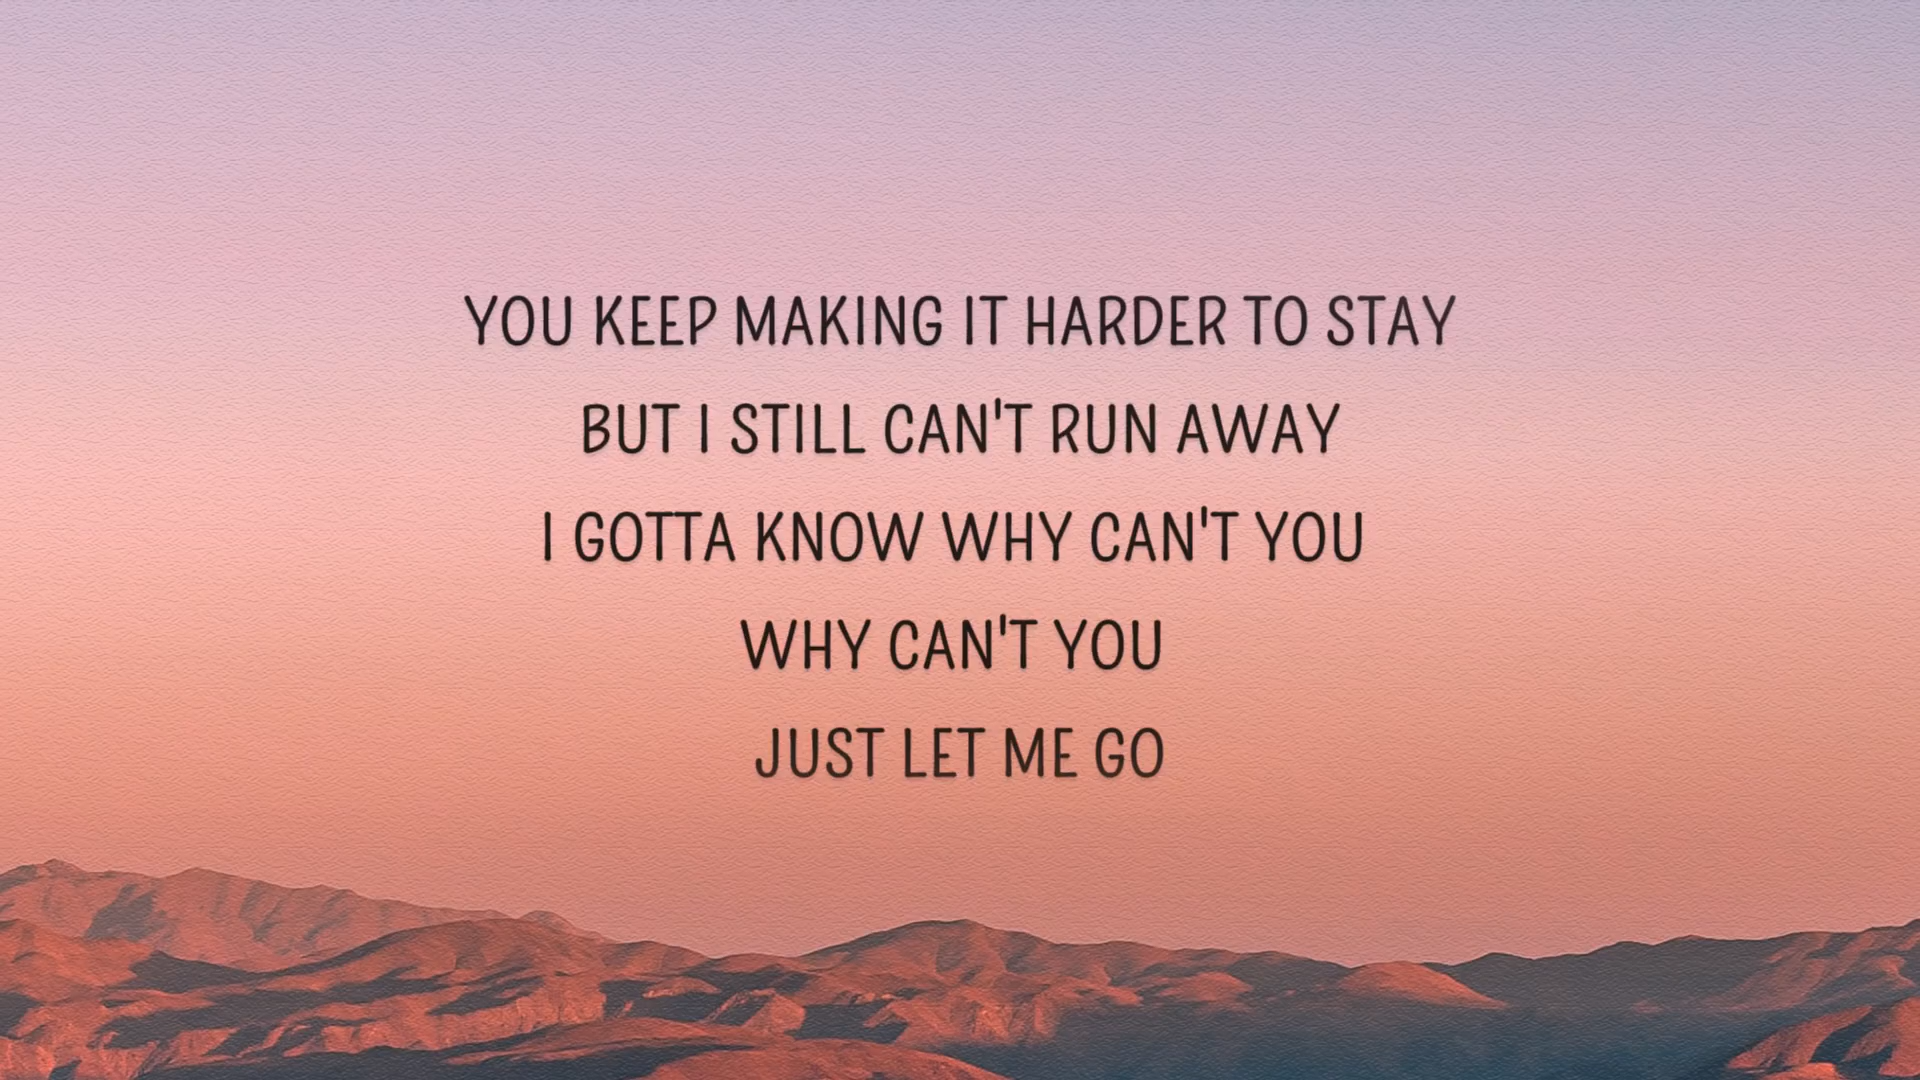 YOU KEEP MAKING IT HARDER TO STAY
BUT I STILL CAN'T RUN AWAY
I GOTTA KNOW WHY CAN'T YOU
WHY CAN'T YOU
JUST LET ME GO